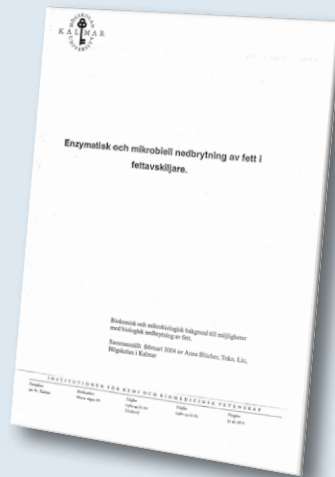 HÖGSKOLAN
KALMAR
Enzymatisk och mikrobiell nedbrytning av fett i
fettavskiljare.
Biokemisk och mikrobiologisk bakgrund till möjligheter
med biologisk nedbrytning av fett.
Sammanställt februari 2004 av Anna Blücher, Tekn. Lic,
Högskolan i Kalmar
INSTITUTIONEN FÖR KEMI OCH BIOMEDICINSK VETENSKAP